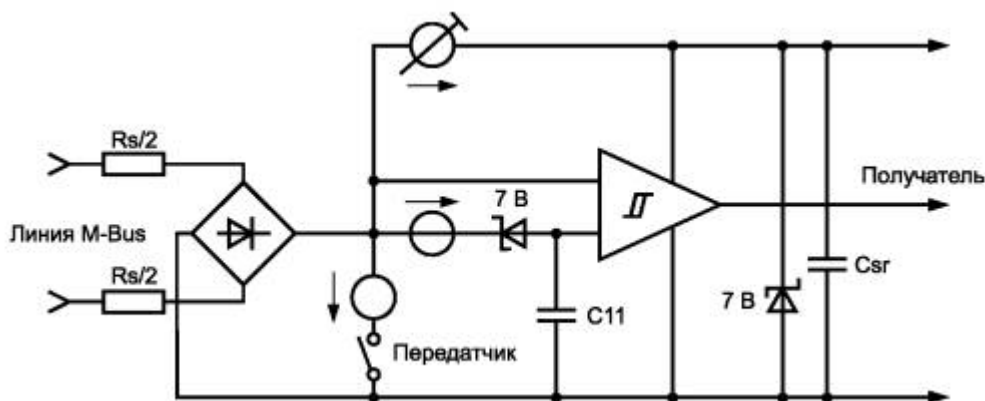 Rs/2
7 В
Получатель
Линия M-Bus
Rs/2
C11
7 В
Csr
Передатчик